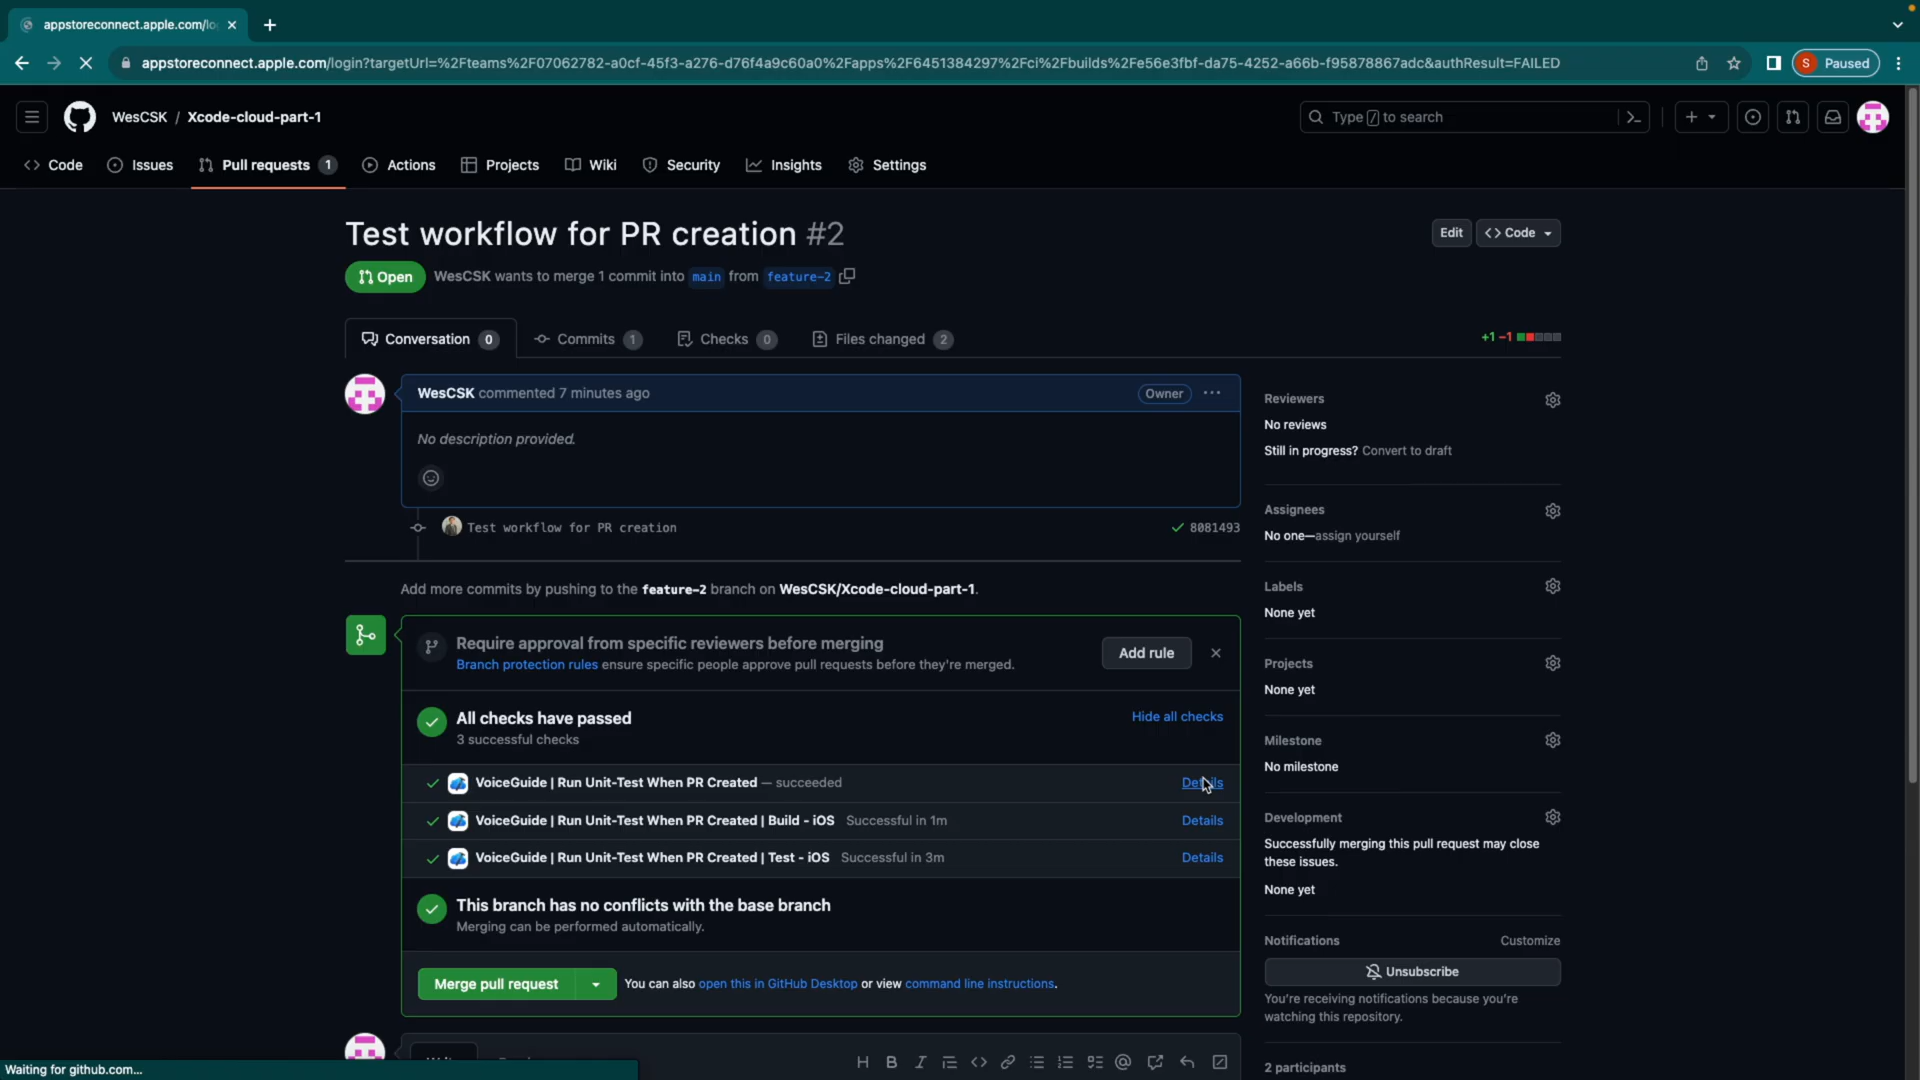 appstoreconnect.apple.com/lo
appstoreconnect.apple.com/login?targetUrl=%2Fteams%2F07062782-a0cf-45f3-a276-d76f4a9c60a0%2Fapps%2F6451384297%2Fci%2Fbuilds%2Fe56e3fbf-da75-4252-a66b-f95878867adc&authResult=FAILED
S Paused
WesCSK / Xcode-cloud-part-1
Type / to search
Code Issues Pull requests 1 Actions Projects Wiki Security Insights Settings
Test workflow for PR creation #2
Edit <> Code
Open WesCSK wants to merge 1 commit into main from feature-2
Conversation 0 Commits 1 Checks 0 Files changed 2
+1 −1
WesCSK commented 7 minutes ago
Owner
No description provided.
Test workflow for PR creation
8081493
Add more commits by pushing to the feature-2 branch on WesCSK/Xcode-cloud-part-1.
Require approval from specific reviewers before merging
Branch protection rules ensure specific people approve pull requests before they're merged.
Add rule
All checks have passed
3 successful checks
Hide all checks
VoiceGuide | Run Unit-Test When PR Created — succeeded
Details
VoiceGuide | Run Unit-Test When PR Created | Build - iOS Successful in 1m
Details
VoiceGuide | Run Unit-Test When PR Created | Test - iOS Successful in 3m
Details
This branch has no conflicts with the base branch
Merging can be performed automatically.
Merge pull request
You can also open this in GitHub Desktop or view command line instructions.
Reviewers
No reviews
Still in progress? Convert to draft
Assignees
No one—assign yourself
Labels
None yet
Projects
None yet
Milestone
No milestone
Development
Successfully merging this pull request may close
these issues.
None yet
Notifications
Customize
Unsubscribe
You're receiving notifications because you're
watching this repository.
2 participants
H B I
Waiting for github.com...